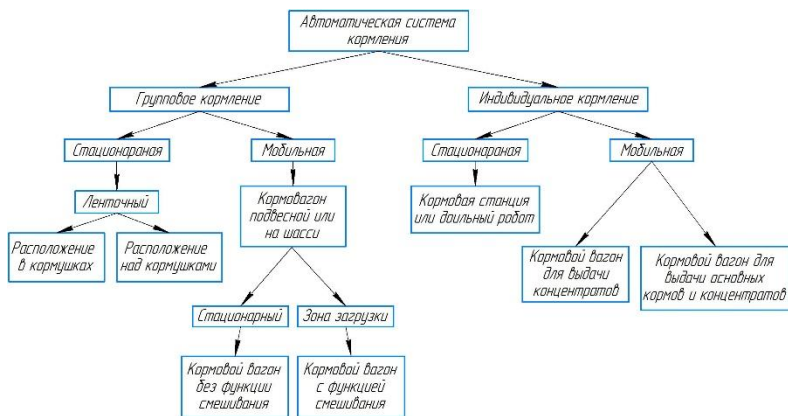 Автоматическая система
кормления
Групповое кормление
Индивидуальное кормление
Стационараная
Мобильная
Стационараная
Мобильная
Ленточный
Кормовагон
подвесной или
на шасси
Кормовая станция
или доильный робот
Расположение
в кормушках
Расположение
над кормушками
Кормовой вагон
для выдачи
концентратов
Кормовой вагон для
выдачи основных
кормов и концентратов
Стационарный
Зона загрузки
Кормовой вагон
без функции
смешивания
Кормовой вагон
с функцией
смешивания